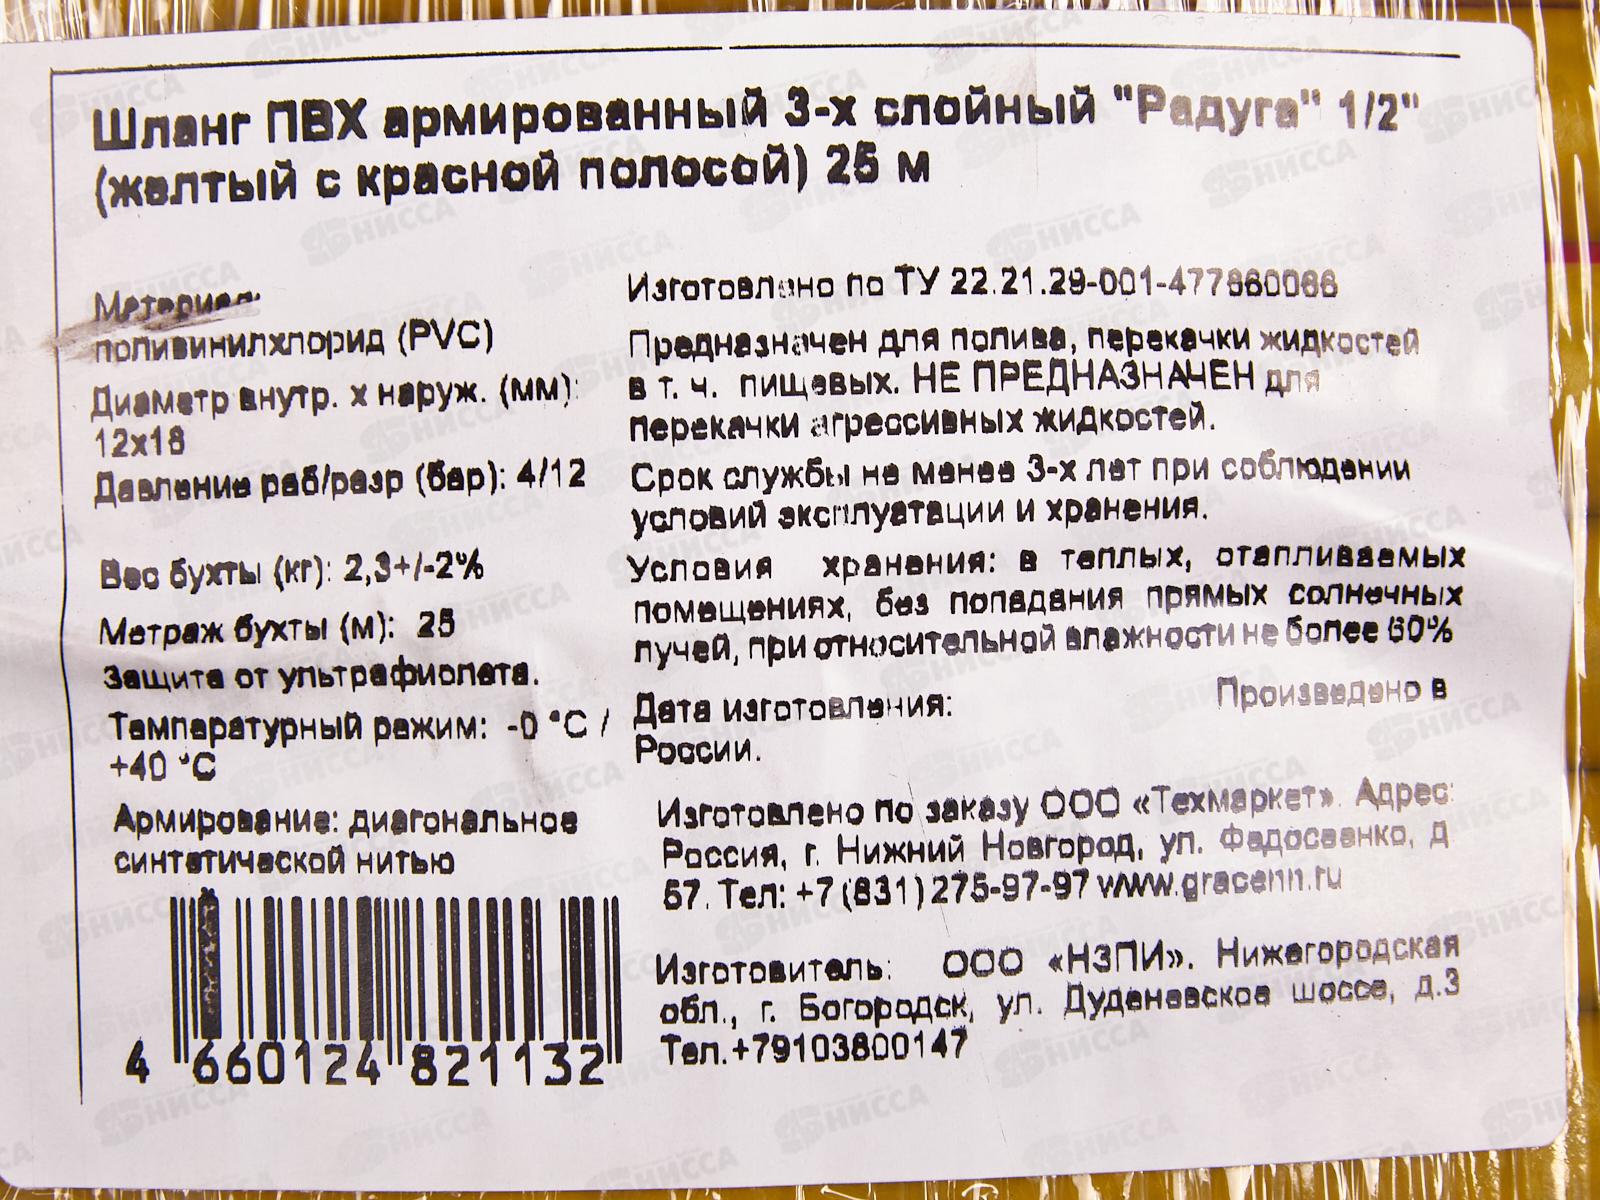 Шланг ПВХ армированный 3-х слойный "Радуга" 1/2"
(желтый с красной полосой) 25 м
Материал:
поливинилхлорид (PVC)
Диаметр внутр. х наруж. (мм):
12х18
Давление раб/разр (бар): 4/12
Вес бухты (кг): 2,3+/-2%
Метраж бухты (м): 25
Защита от ультрафиолета.
Температурный режим: -0 °С /
+40 °С
Армирование: диагональное
синтетической нитью
4 660124 821132
Изготовлено по ТУ 22.21.29-001-477860086
Предназначен для полива, перекачки жидкостей
в т. ч. пищевых. НЕ ПРЕДНАЗНАЧЕН для
перекачки агрессивных жидкостей.
Срок службы не менее 3-х лет при соблюдении
условий эксплуатации и хранения.
Условия хранения: в теплых, отапливаемых
помещениях, без попадания прямых солнечных
лучей, при относительной влажности не более 60%
Дата изготовления: Произведено в
России.
Изготовлено по заказу ООО «Техмаркет». Адрес:
Россия, г. Нижний Новгород, ул. Федосеенко, д
57. Тел: +7 (831) 275-97-97 www.gracenn.ru
Изготовитель: ООО «НЗПИ». Нижегородская
обл., г. Богородск, ул. Дуденевское шоссе, д.3
Тел.+79103800147
НИССА